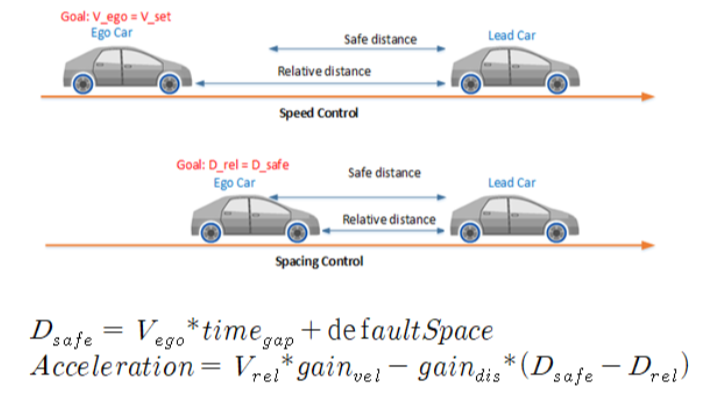 Goal: V_ego = V_set
Ego Car
Safe distance
Lead Car
Relative distance
Speed Control
Goal: D_rel = D_safe
Ego Car
Safe distance
Lead Car
Relative distance
Spacing Control
D_safe = V_ego*time_gap + defaultSpace
Acceleration = V_rel*gain_vel − gain_dis*(D_safe − D_rel)